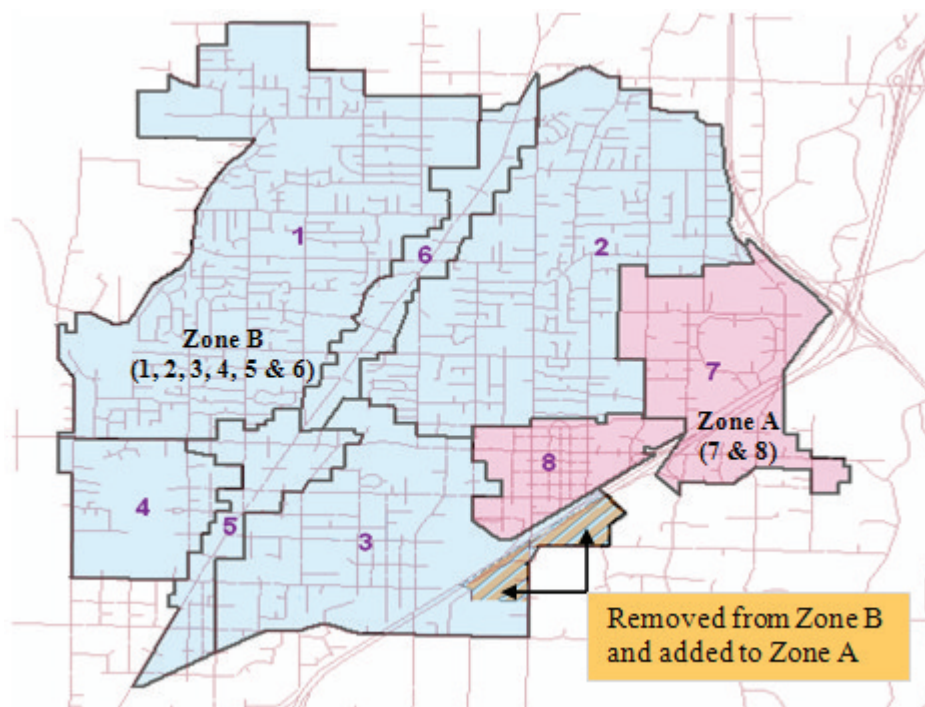 1
6
2
Zone B
(1, 2, 3, 4, 5 & 6)
7
Zone A
(7 & 8)
8
4
5
3
Removed from Zone B
and added to Zone A